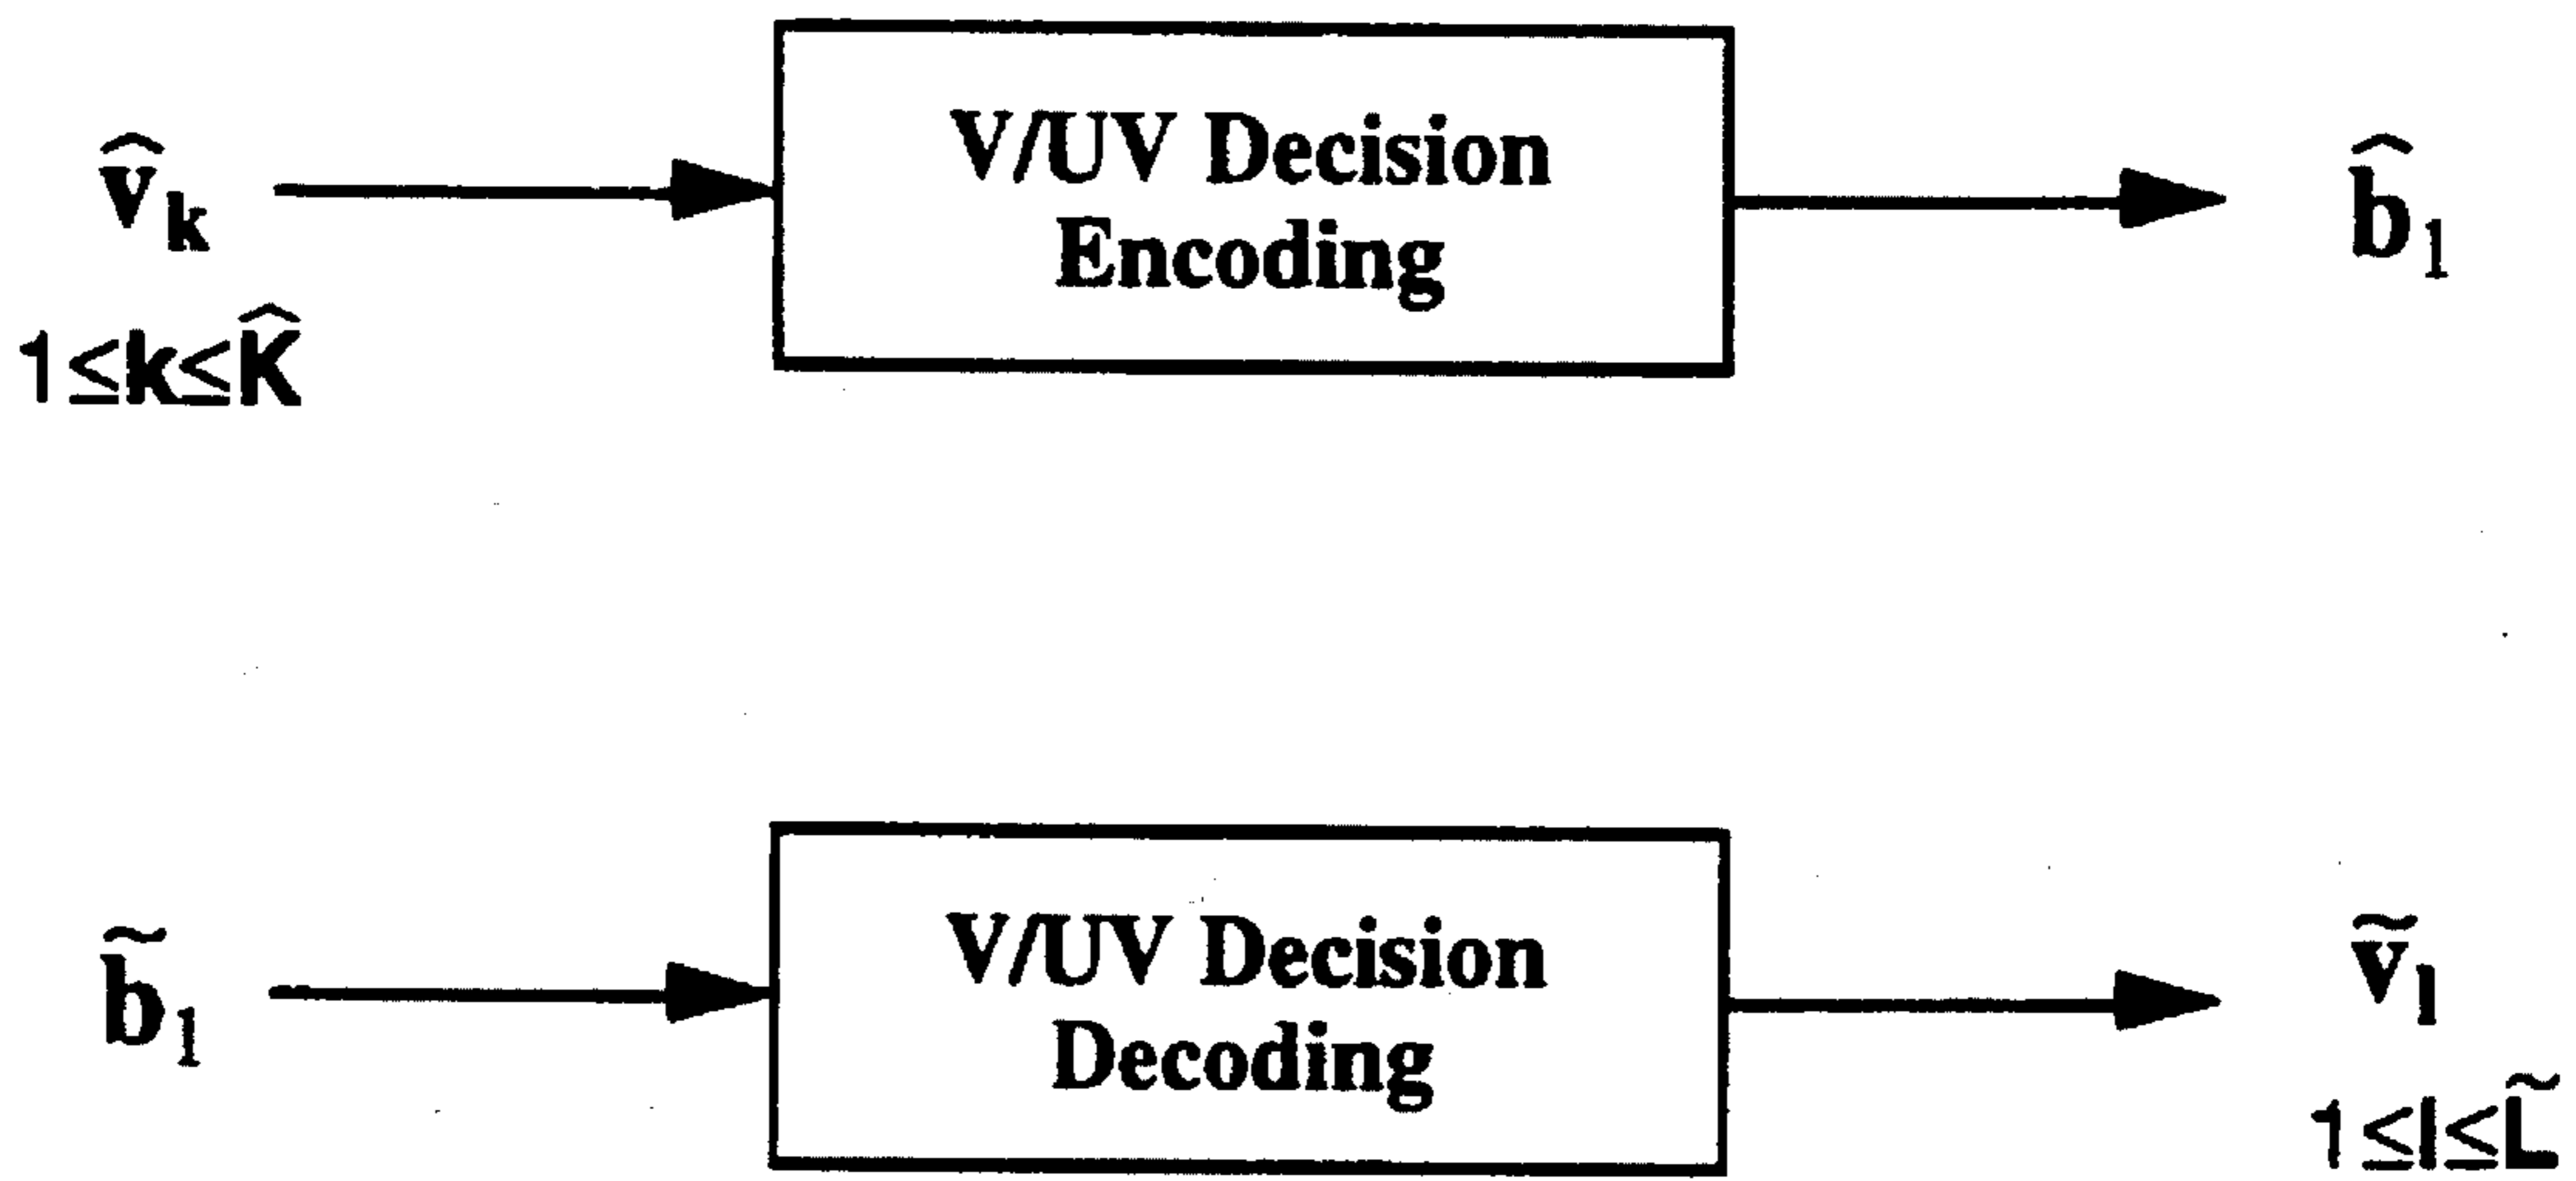 v̂ₖ
1≤k≤K̂
V/UV Decision
Encoding
b̂₁
b̃₁
V/UV Decision
Decoding
ṽₗ
1≤l≤L̃